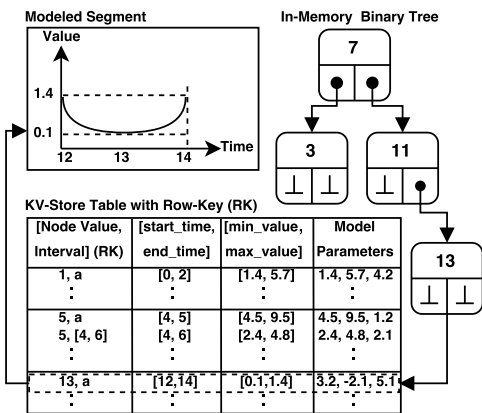 Modeled Segment
Value
1.4
0.1
12 13 14
Time
In-Memory Binary Tree
7
3
11
⊥ ⊥
⊥
13
⊥ ⊥
KV-Store Table with Row-Key (RK)
[Node Value, Interval] (RK) [start_time, end_time] [min_value, max_value] Model Parameters
1, a [0, 2] [1.4, 5.7] 1.4, 5.7, 4.2
: : : :
5, a [4, 5] [4.5, 9.5] 4.5, 9.5, 1.2
5, [4, 6] [4, 6] [2.4, 4.8] 2.4, 4.8, 2.1
: : : :
13, a [12,14] [0.1,1.4] 3.2, -2.1, 5.1
: : : :